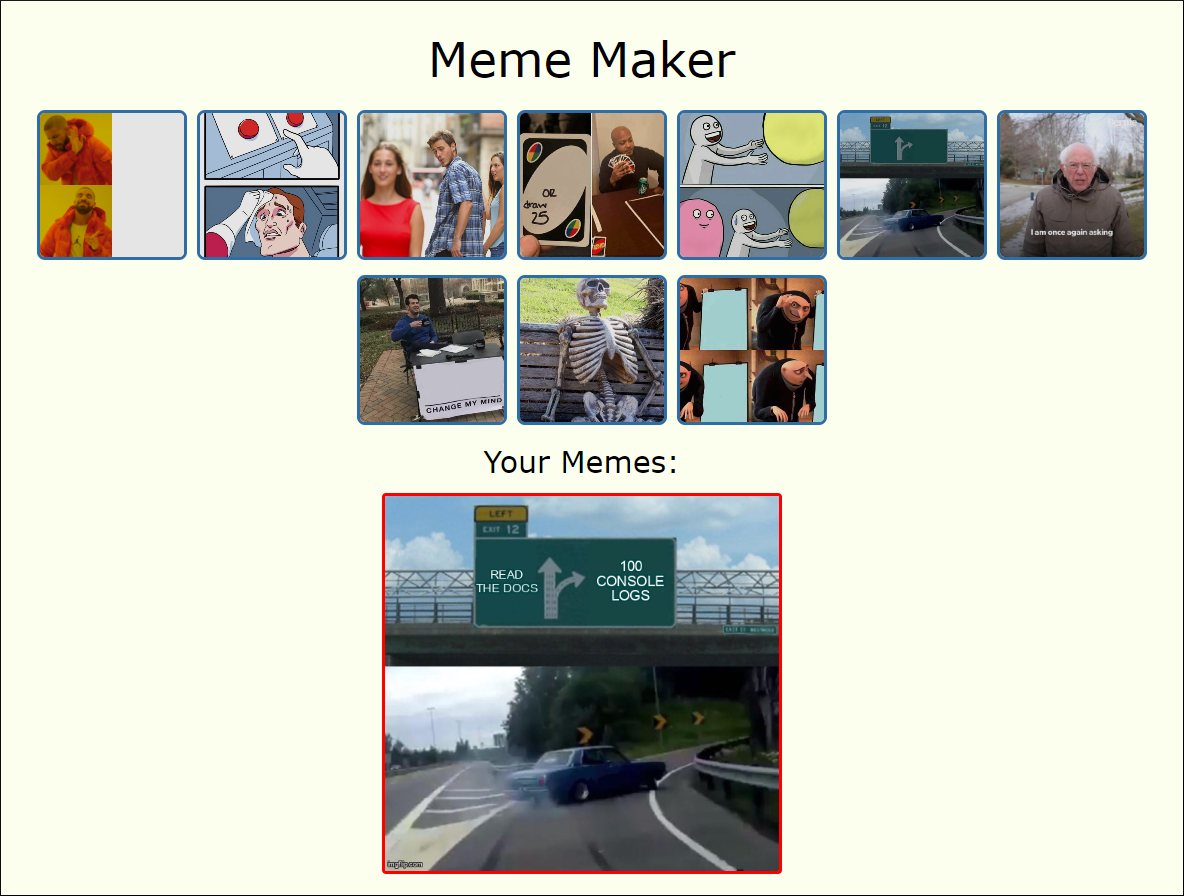 Meme Maker
OR
draw
25
I am once again asking
CHANGE MY MIND
Your Memes:
LEFT
EXIT 12
READ
THE DOCS
100
CONSOLE
LOGS
imgflip.com